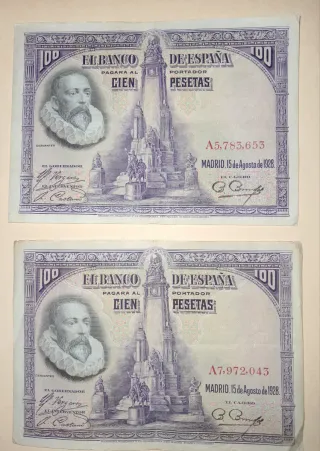 100 EL BANCO DE ESPAÑA 100
PAGARÁ AL PORTADOR
CIEN PESETAS
A5,783,653
MADRID, 15 de Agosto de 1928.
EL GOBERNADOR
EL CAJERO
100 EL BANCO DE ESPAÑA 100
PAGARÁ AL PORTADOR
CIEN PESETAS
A7,972,043
MADRID, 15 de Agosto de 1928.
EL GOBERNADOR
EL CAJERO